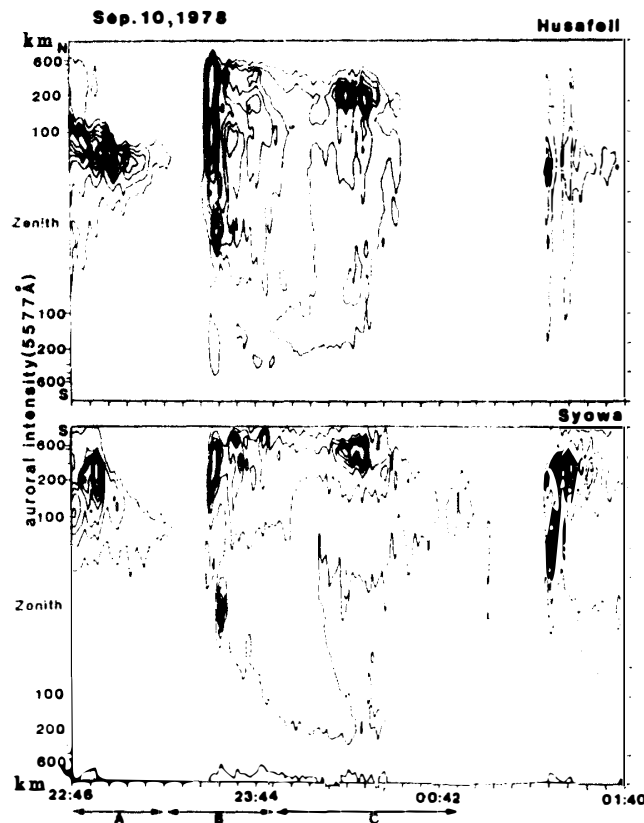 Sep.10,1978
Husafell
km
N
600
200
100
Zenith
100
200
600
S
auroral intensity(5577Å)
Syowa
S
600
200
100
Zenith
100
200
600
km
22:46 23:44 00:42 01:40
A B C